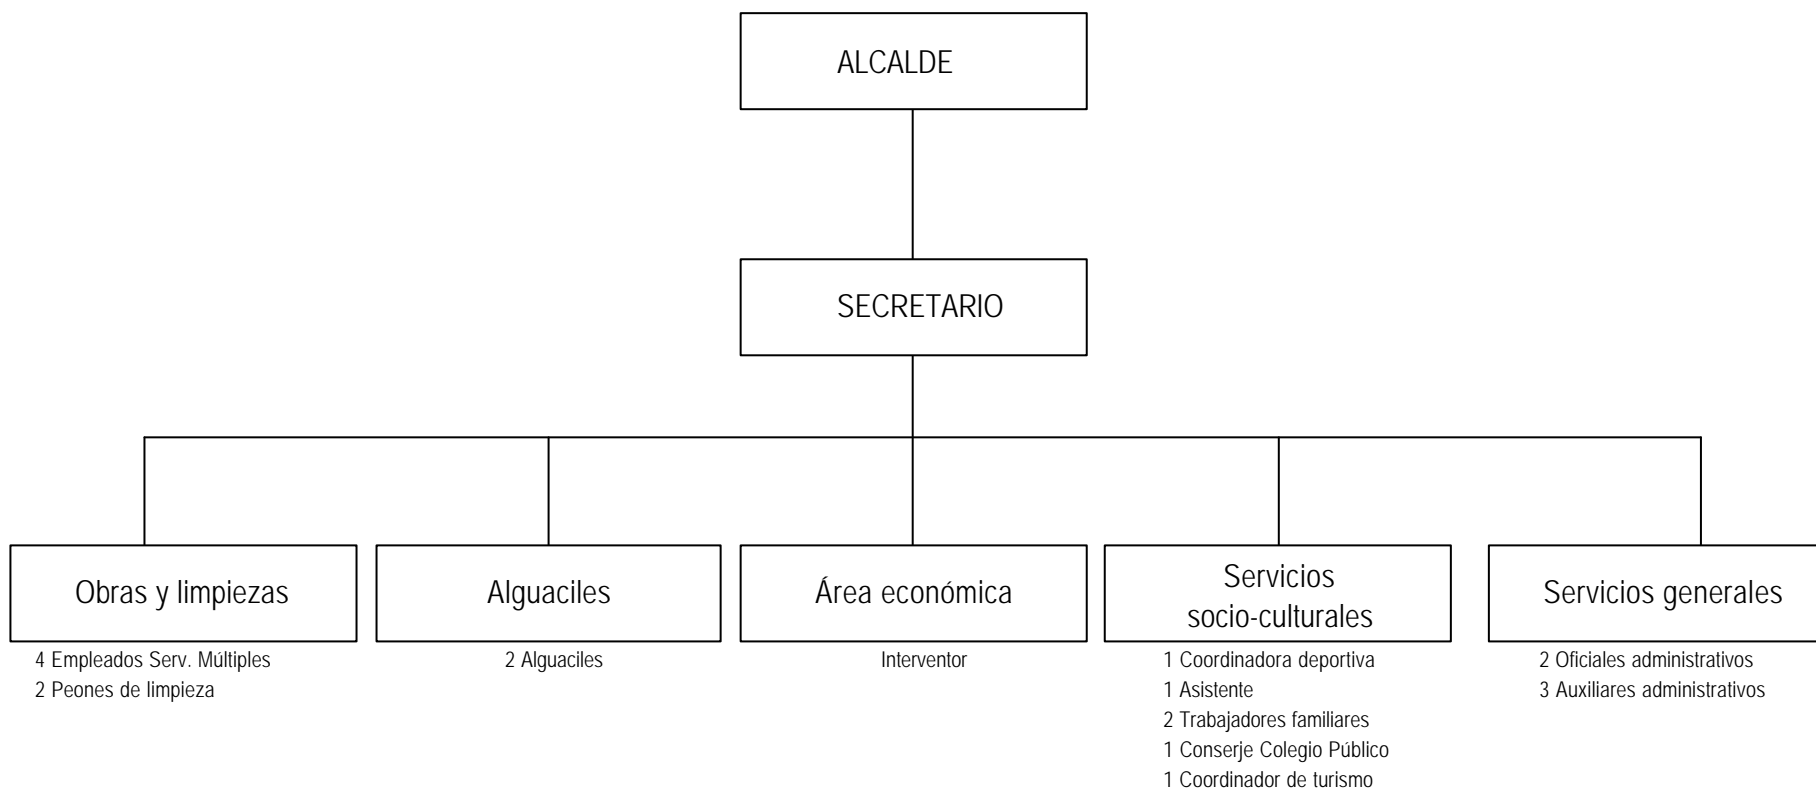 ALCALDE
SECRETARIO
Obras y limpiezas
4 Empleados Serv. Múltiples
2 Peones de limpieza
Alguaciles
2 Alguaciles
Área económica
Interventor
Servicios
socio-culturales
1 Coordinadora deportiva
1 Asistente
2 Trabajadores familiares
1 Conserje Colegio Público
1 Coordinador de turismo
Servicios generales
2 Oficiales administrativos
3 Auxiliares administrativos